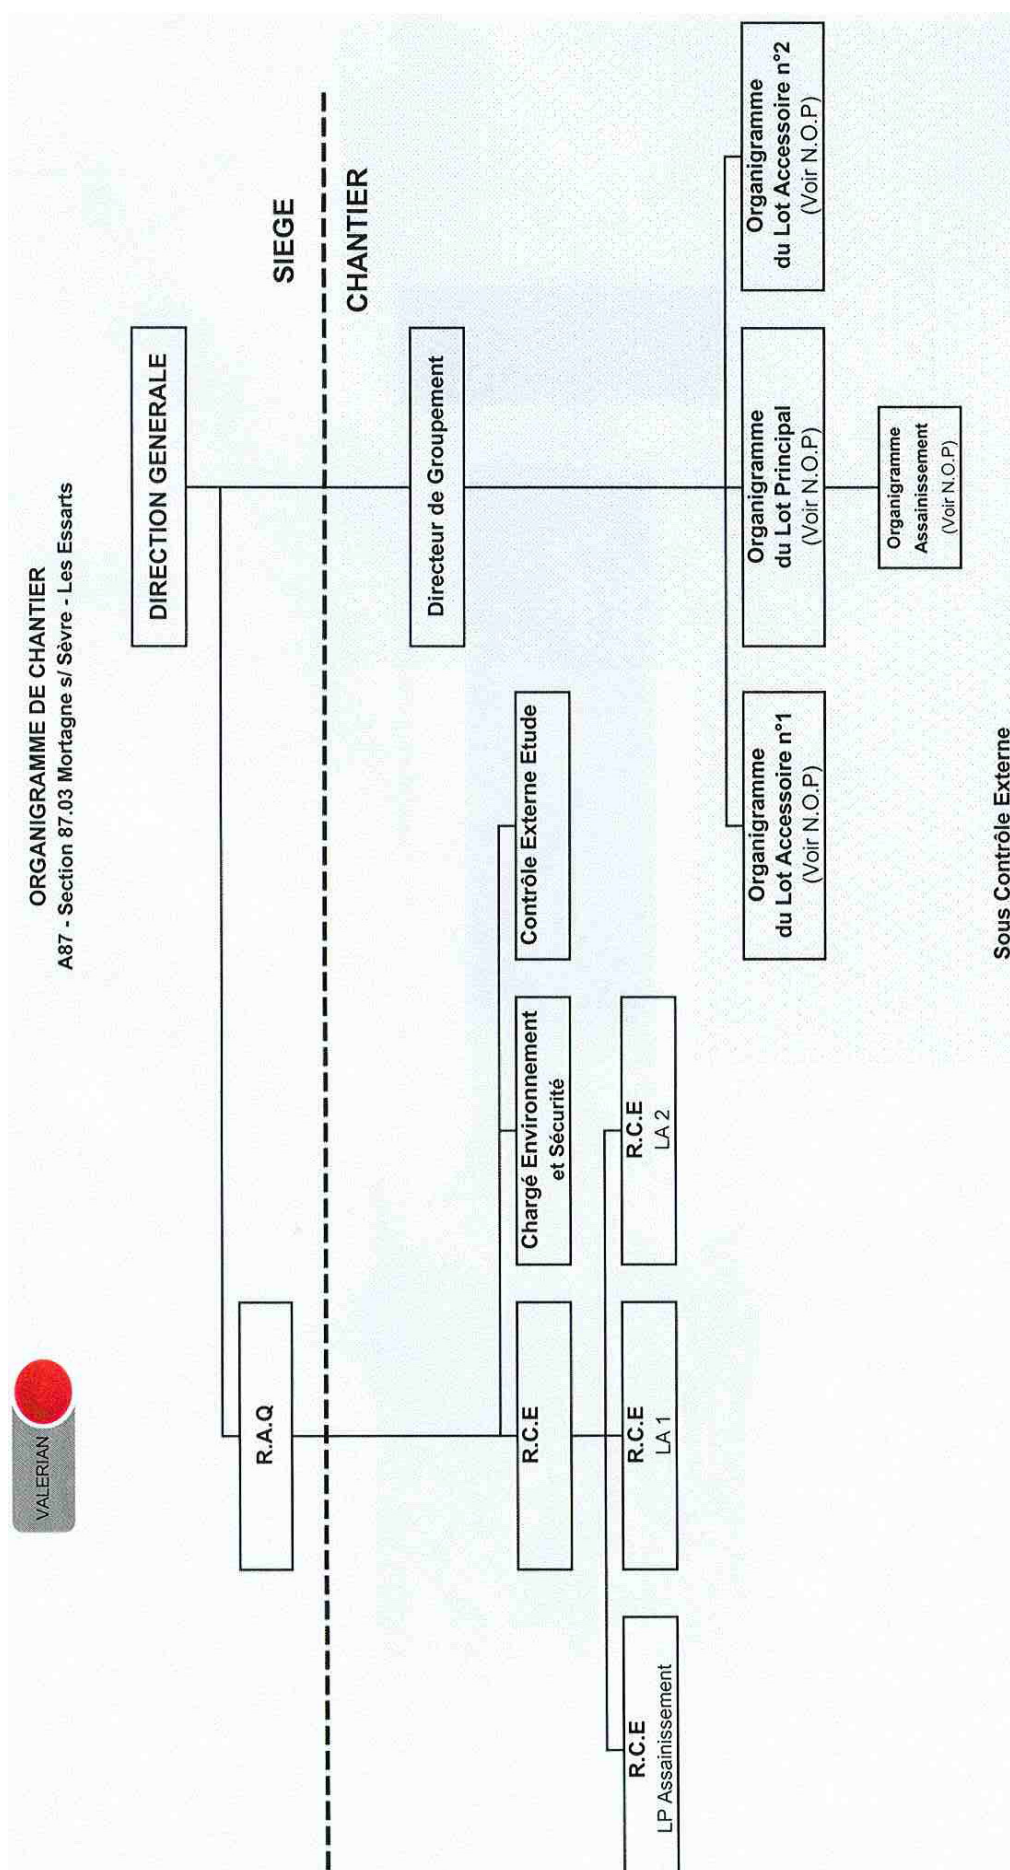 VALERIAN
ORGANIGRAMME DE CHANTIER
A87 - Section 87.03 Mortagne s/ Sèvre - Les Essarts
DIRECTION GENERALE
R.A.Q
SIEGE
CHANTIER
Directeur de Groupement
R.C.E
Chargé Environnement
et Sécurité
Contrôle Externe Etude
R.C.E
LP Assainissement
R.C.E
LA 1
R.C.E
LA 2
Organigramme
du Lot Accessoire n°1
(Voir N.O.P)
Organigramme
du Lot Principal
(Voir N.O.P)
Organigramme
du Lot Accessoire n°2
(Voir N.O.P)
Organigramme
Assainissement
(Voir N.O.P)
Sous Contrôle Externe